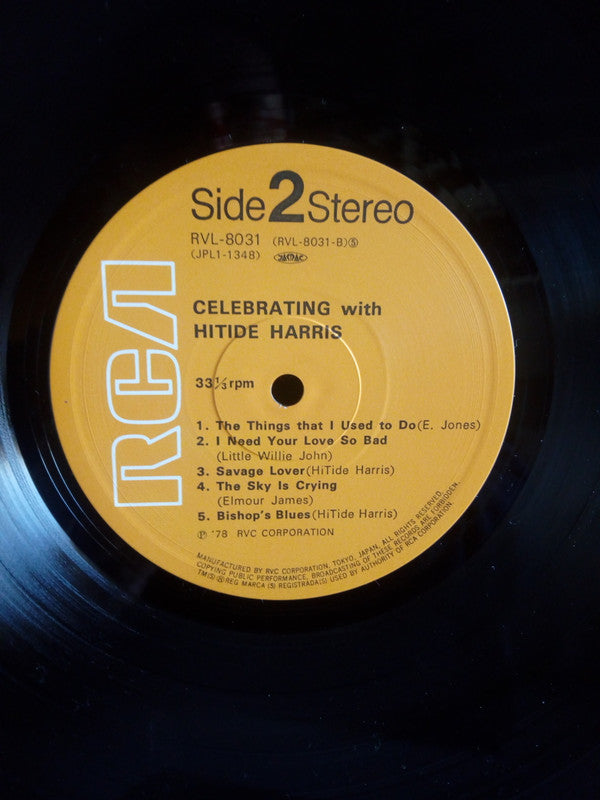 Side 2 Stereo
RVL-8031 (RVL-8031-B)Ⓢ
(JPL1-1348) JASRAC
CELEBRATING with
HITIDE HARRIS
33⅓rpm
1. The Things that I Used to Do(E. Jones)
2. I Need Your Love So Bad
(Little Willie John)
3. Savage Lover(HiTide Harris)
4. The Sky Is Crying
(Elmour James)
5. Bishop's Blues(HiTide Harris)
Ⓟ '78 RVC CORPORATION
MANUFACTURED BY RVC CORPORATION, TOKYO, JAPAN. ALL RIGHTS RESERVED.
COPYING PUBLIC PERFORMANCE, BROADCASTING OF THESE RECORDS ARE FORBIDDEN.
TM(S) ® REG MARCA (S) REGISTRADA(S) USED BY AUTHORITY OF RCA CORPORATION.
RCA